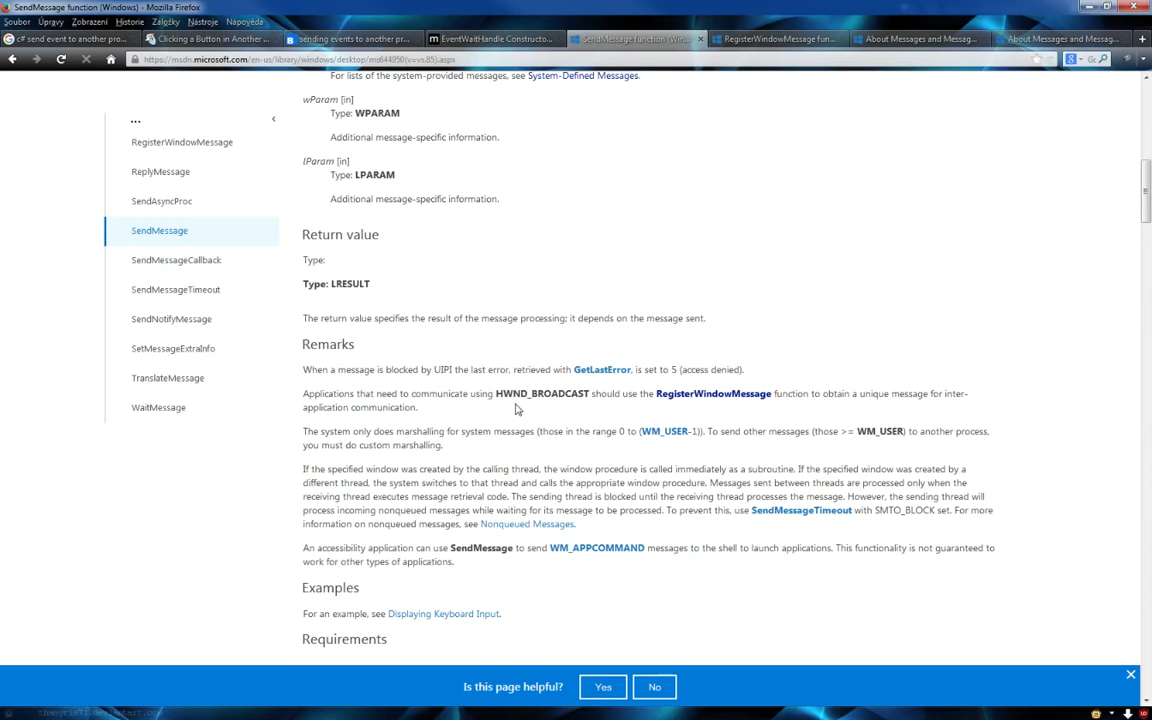 SendMessage function (Windows) - Mozilla Firefox
Soubor Úpravy Zobrazení Historie Záložky Nástroje Nápověda
c# send event to another pro...
Clicking a Button in Another ...
sending events to another pr...
EventWaitHandle Constructo...
SendMessage function (Win...
RegisterWindowMessage fun...
About Messages and Messag...
About Messages and Messag...
https://msdn.microsoft.com/en-us/library/windows/desktop/ms644950(v=vs.85).aspx
For lists of the system-provided messages, see System-Defined Messages.
...
wParam [in]
Type: WPARAM
Additional message-specific information.
lParam [in]
Type: LPARAM
Additional message-specific information.
RegisterWindowMessage
ReplyMessage
SendAsyncProc
SendMessage
SendMessageCallback
SendMessageTimeout
SendNotifyMessage
SetMessageExtraInfo
TranslateMessage
WaitMessage
Return value
Type:
Type: LRESULT
The return value specifies the result of the message processing; it depends on the message sent.
Remarks
When a message is blocked by UIPI the last error, retrieved with GetLastError, is set to 5 (access denied).
Applications that need to communicate using HWND_BROADCAST should use the RegisterWindowMessage function to obtain a unique message for inter-
application communication.
The system only does marshalling for system messages (those in the range 0 to (WM_USER-1)). To send other messages (those >= WM_USER) to another process,
you must do custom marshalling.
If the specified window was created by the calling thread, the window procedure is called immediately as a subroutine. If the specified window was created by a
different thread, the system switches to that thread and calls the appropriate window procedure. Messages sent between threads are processed only when the
receiving thread executes message retrieval code. The sending thread is blocked until the receiving thread processes the message. However, the sending thread will
process incoming nonqueued messages while waiting for its message to be processed. To prevent this, use SendMessageTimeout with SMTO_BLOCK set. For more
information on nonqueued messages, see Nonqueued Messages.
An accessibility application can use SendMessage to send WM_APPCOMMAND messages to the shell to launch applications. This functionality is not guaranteed to
work for other types of applications.
Examples
For an example, see Displaying Keyboard Input.
Requirements
Is this page helpful? Yes No